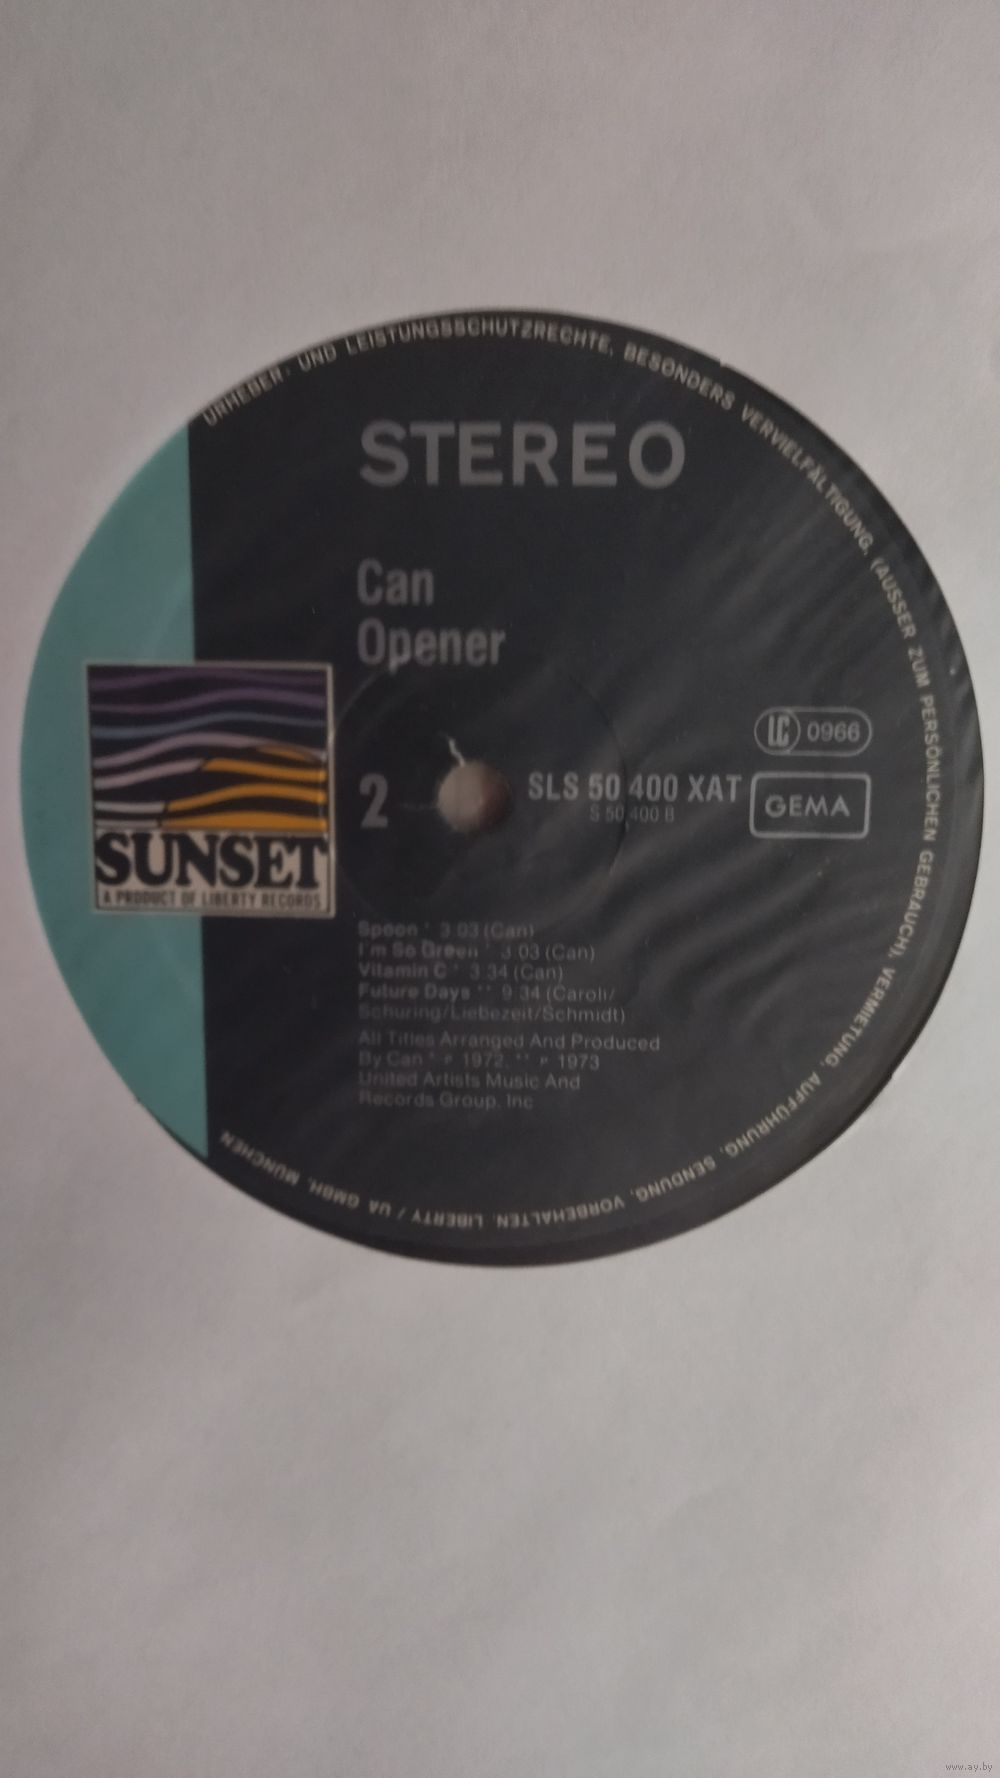 URHEBER- UND LEISTUNGSSCHUTZRECHTE, BESONDERS VERVIELFÄLTIGUNG, (AUSSER ZUM PERSÖNLICHEN GEBRAUCH), VERMIETUNG, AUFFÜHRUNG, SENDUNG, VORBEHALTEN. LIBERTY / UA GMBH, MÜNCHEN
STEREO
Can
Opener
LC 0966
2
SLS 50 400 XAT
S 50 400 B
GEMA
SUNSET
A PRODUCT OF LIBERTY RECORDS
Spoon * 3.03 (Can)
I'm So Green * 3.03 (Can)
Vitamin C * 3.34 (Can)
Future Days ** 9.34 (Caroli/
Schuring/Liebezeit/Schmidt)
All Titles Arranged And Produced
By Can * ℗ 1972, ** ℗ 1973
United Artists Music And
Records Group, Inc
www.ay.by